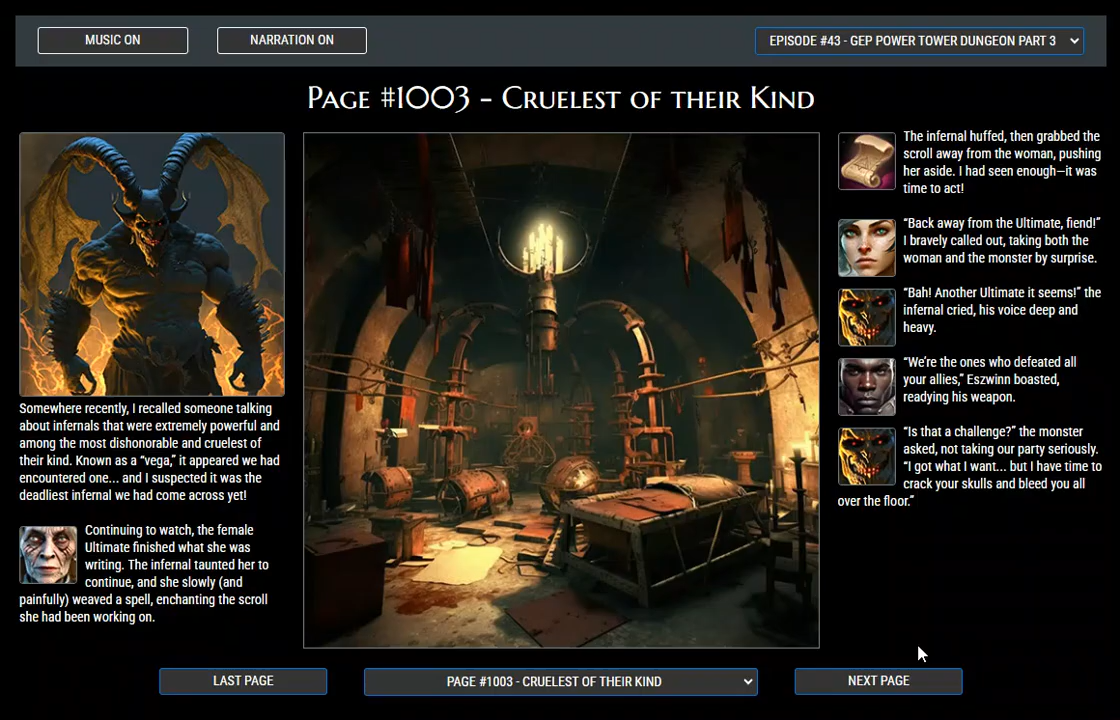 MUSIC ON
NARRATION ON
EPISODE #43 - GEP POWER TOWER DUNGEON PART 3
Page #1003 - Cruelest of their Kind
Somewhere recently, I recalled someone talking
about infernals that were extremely powerful and
among the most dishonorable and cruelest of
their kind. Known as a “vega,” it appeared we had
encountered one... and I suspected it was the
deadliest infernal we had come across yet!
Continuing to watch, the female
Ultimate finished what she was
writing. The infernal taunted her to
continue, and she slowly (and
painfully) weaved a spell, enchanting the scroll
she had been working on.
The infernal huffed, then grabbed the
scroll away from the woman, pushing
her aside. I had seen enough—it was
time to act!
“Back away from the Ultimate, fiend!”
I bravely called out, taking both the
woman and the monster by surprise.
“Bah! Another Ultimate it seems!” the
infernal cried, his voice deep and
heavy.
“We’re the ones who defeated all
your allies,” Eszwinn boasted,
readying his weapon.
“Is that a challenge?” the monster
asked, not taking our party seriously.
“I got what I want... but I have time to
crack your skulls and bleed you all
over the floor.”
LAST PAGE
PAGE #1003 - CRUELEST OF THEIR KIND
NEXT PAGE